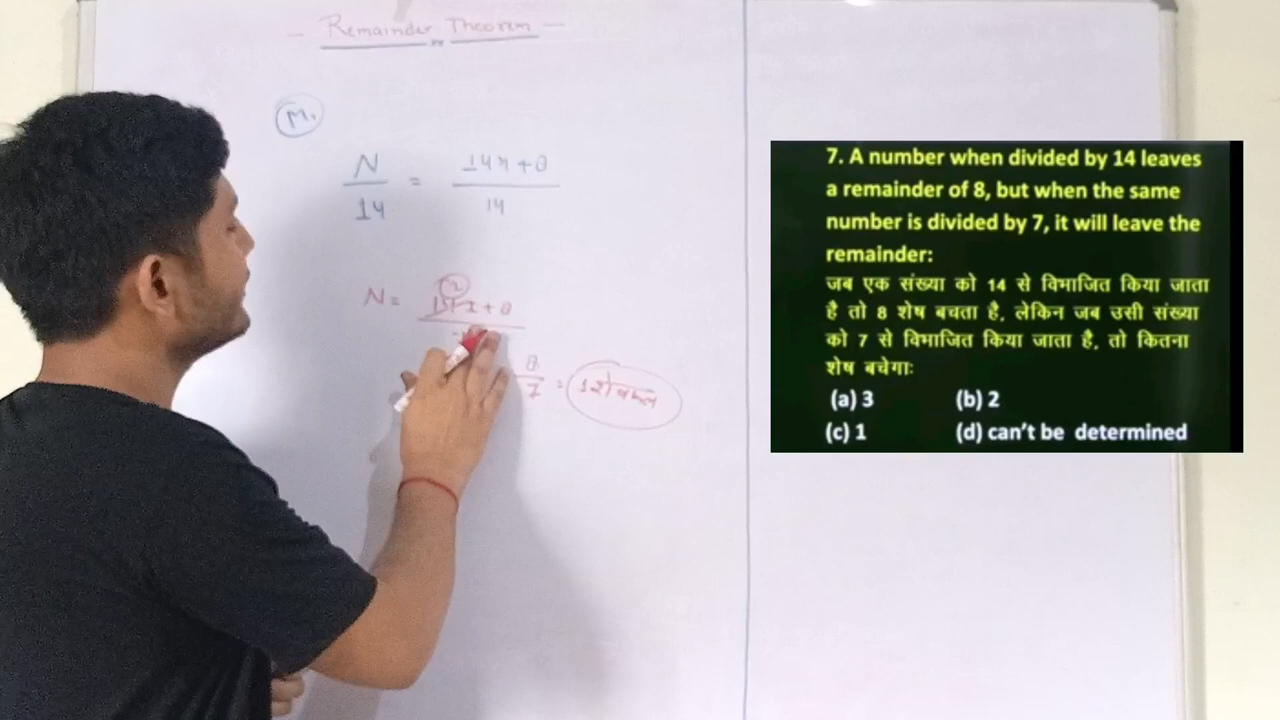 - Remainder Theorem -
M.
N/14 = 14x+8/14
N = 14x+8
8/7 = 1 शेषफल
7. A number when divided by 14 leaves
a remainder of 8, but when the same
number is divided by 7, it will leave the
remainder:
जब एक संख्या को 14 से विभाजित किया जाता
है तो 8 शेष बचता है, लेकिन जब उसी संख्या
को 7 से विभाजित किया जाता है, तो कितना
शेष बचेगाः
(a) 3 (b) 2
(c) 1 (d) can't be determined